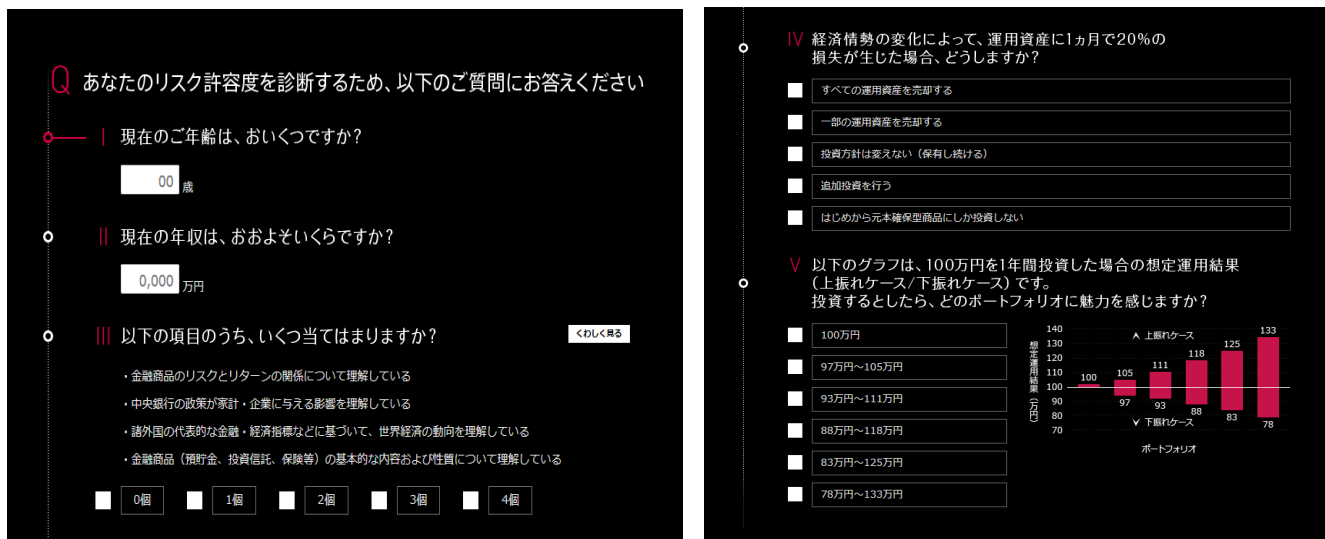 Q あなたのリスク許容度を診断するため、以下のご質問にお答えください
I 現在のご年齢は、おいくつですか？
00 歳
II 現在の年収は、おおよそいくらですか？
0,000 万円
III 以下の項目のうち、いくつ当てはまりますか？
くわしく見る
・金融商品のリスクとリターンの関係について理解している
・中央銀行の政策が家計・企業に与える影響を理解している
・諸外国の代表的な金融・経済指標などに基づいて、世界経済の動向を理解している
・金融商品（預貯金、投資信託、保険等）の基本的な内容および性質について理解している
0個 1個 2個 3個 4個
IV 経済情勢の変化によって、運用資産に1ヵ月で20％の
損失が生じた場合、どうしますか？
すべての運用資産を売却する
一部の運用資産を売却する
投資方針は変えない（保有し続ける）
追加投資を行う
はじめから元本確保型商品にしか投資しない
V 以下のグラフは、100万円を1年間投資した場合の想定運用結果
（上振れケース/下振れケース）です。
投資するとしたら、どのポートフォリオに魅力を感じますか？
100万円
97万円～105万円
93万円～111万円
88万円～118万円
83万円～125万円
78万円～133万円
想定運用結果（万円）
140
130
120
110
100
90
80
70
∧ 上振れケース
100 105 111 118 125 133
97 93 88 83 78
∨ 下振れケース
ポートフォリオ